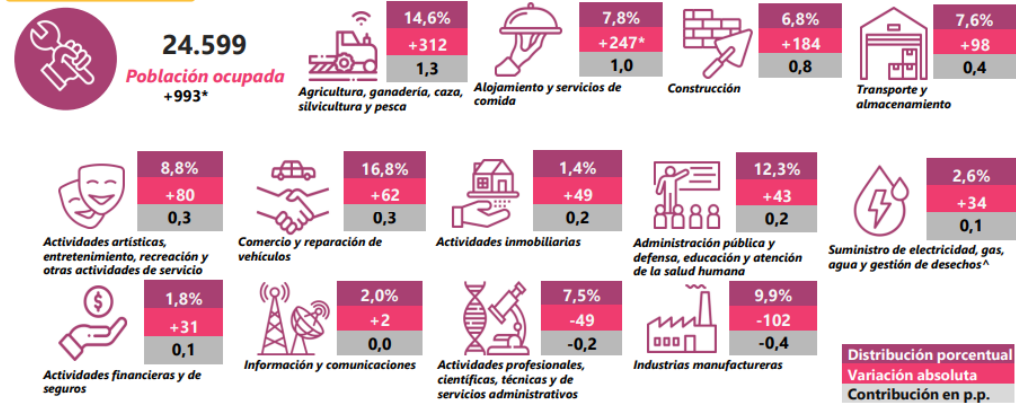 24.599
Población ocupada
+993*
14,6%
+312
1,3
Agricultura, ganadería, caza,
silvicultura y pesca
7,8%
+247*
1,0
Alojamiento y servicios de
comida
6,8%
+184
0,8
Construcción
7,6%
+98
0,4
Transporte y
almacenamiento
8,8%
+80
0,3
Actividades artísticas,
entretenimiento, recreación y
otras actividades de servicio
16,8%
+62
0,3
Comercio y reparación de
vehículos
1,4%
+49
0,2
Actividades inmobiliarias
12,3%
+43
0,2
Administración pública y
defensa, educación y atención
de la salud humana
2,6%
+34
0,1
Suministro de electricidad, gas,
agua y gestión de desechos^
$
1,8%
+31
0,1
Actividades financieras y de
seguros
2,0%
+2
0,0
Información y comunicaciones
7,5%
-49
-0,2
Actividades profesionales,
científicas, técnicas y de
servicios administrativos
9,9%
-102
-0,4
Industrias manufactureras
Distribución porcentual
Variación absoluta
Contribución en p.p.